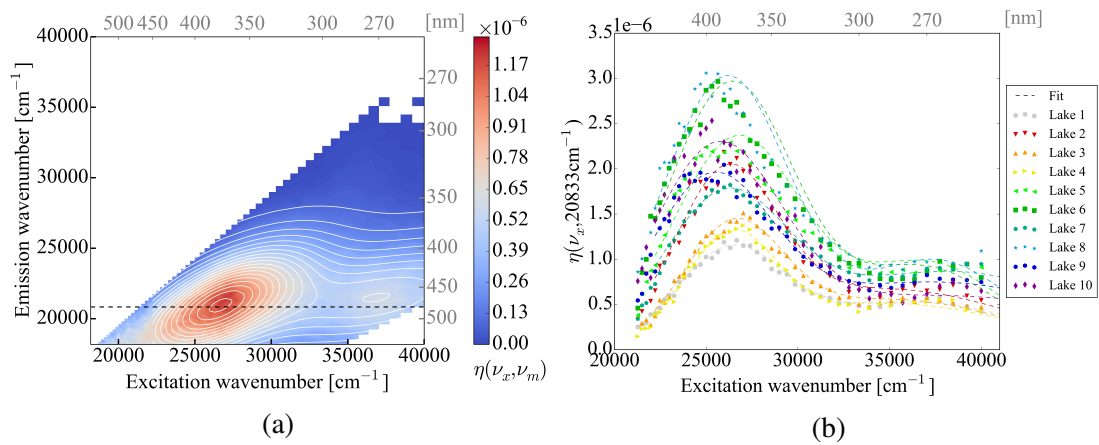 500 450 400 350 300 270 [nm]
×10⁻⁶
40000
35000
30000
25000
20000
Emission wavenumber [cm⁻¹]
270
290
350
400
460
500
1.17
1.04
0.91
0.78
0.65
0.52
0.39
0.26
0.13
0.00
20000 25000 30000 35000 40000
Excitation wavenumber [cm⁻¹]
η(νₓ,νₘ)
(a)
400 350 300 270 [nm]
1e−6
3.5
3.0
2.5
2.0
1.5
1.0
0.5
0.0
η(νₓ,20833cm⁻¹)
20000 25000 30000 35000 40000
Excitation wavenumber [cm⁻¹]
Fit
Lake 1
Lake 2
Lake 3
Lake 4
Lake 5
Lake 6
Lake 7
Lake 8
Lake 9
Lake 10
(b)